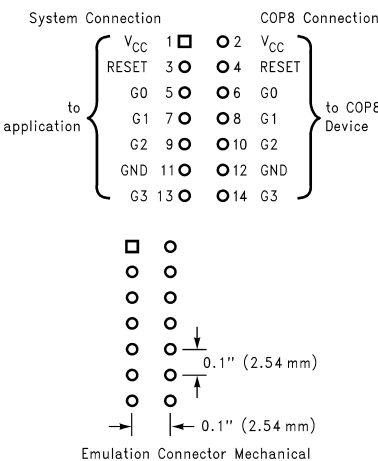 System Connection COP8 Connection
VCC 1 2 VCC
RESET 3 4 RESET
G0 5 6 G0
to application
G1 7 8 G1
to COP8 Device
G2 9 10 G2
GND 11 12 GND
G3 13 14 G3
0.1" (2.54 mm)
0.1" (2.54 mm)
Emulation Connector Mechanical